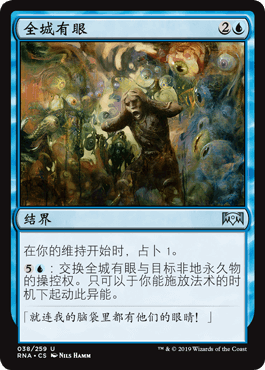 全城有眼 2
结界
在你的维持开始时，占卜 1。
5：交换全城有眼与目标非地永久物
的操控权。只可以于你能施放法术的时
机下起动此异能。
「就连我的脑袋里都有他们的眼睛！」
038/259 U
RNA • CS NILS HAMM
™ & © 2019 Wizards of the Coast